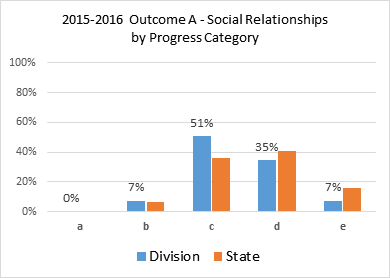 2015-2016 Outcome A - Social Relationships
by Progress Category
100%
80%
60%
40%
20%
0%
0%
7%
51%
35%
7%
a b c d e
Division State